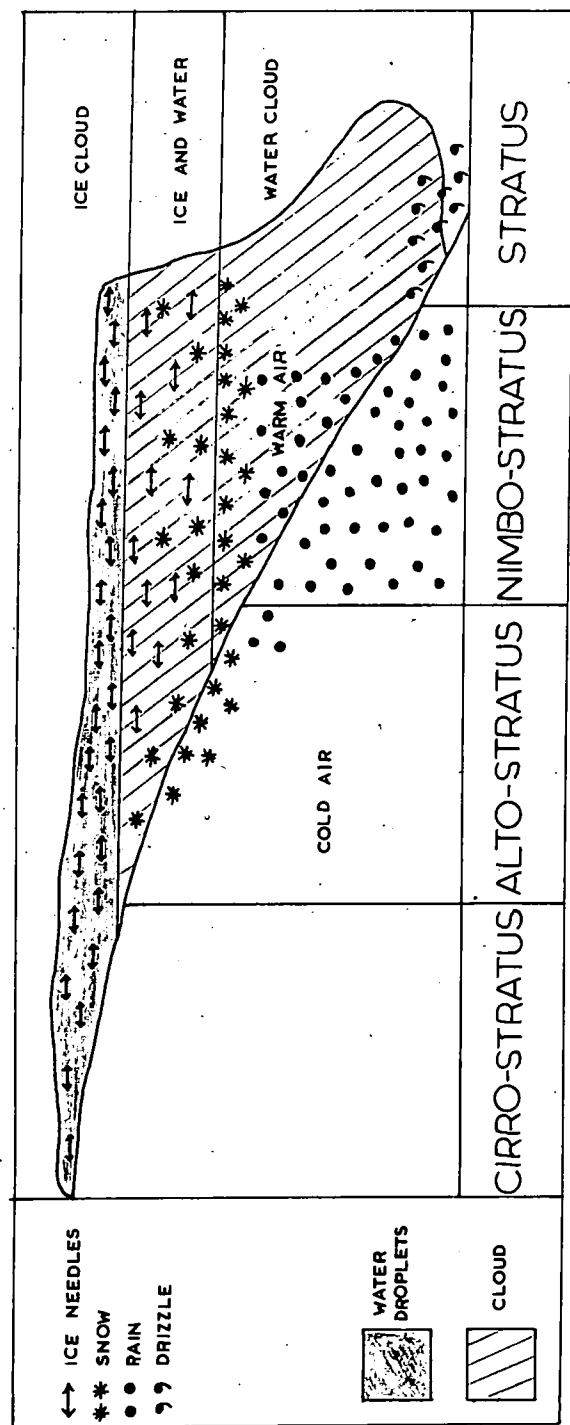 ICE NEEDLES
SNOW
RAIN
DRIZZLE
WATER
DROPLETS
CLOUD
ICE CLOUD
ICE AND WATER
WATER CLOUD
WARM AIR
COLD AIR
CIRRO-STRATUS
ALTO-STRATUS
NIMBO-STRATUS
STRATUS